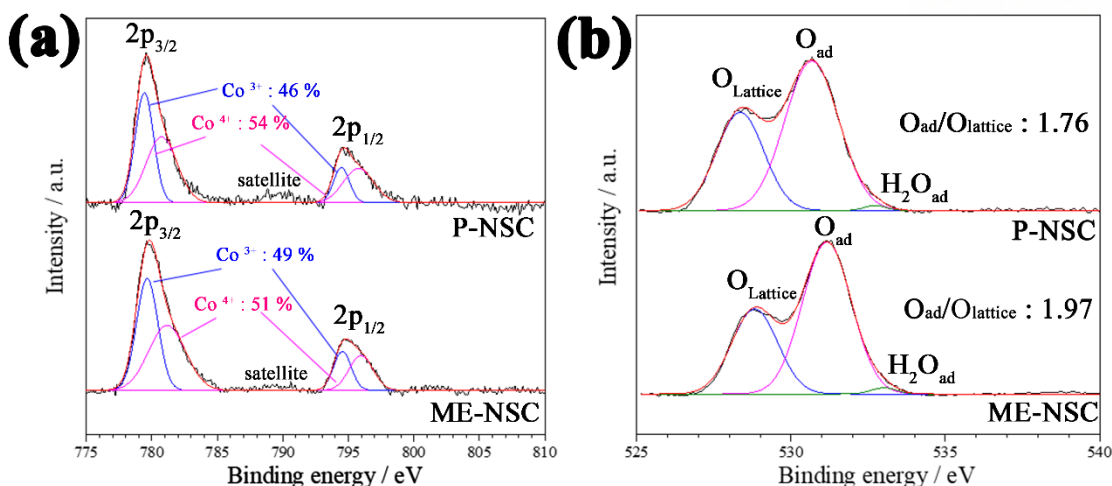 (a)
2p3/2
Co 3+ : 46 %
Co 4+ : 54 %
2p1/2
satellite
P-NSC
2p3/2
Co 3+ : 49 %
Co 4+ : 51 %
2p1/2
satellite
ME-NSC
Intensity / a.u.
775 780 785 790 795 800 805 810
Binding energy / eV
(b)
Oad
OLattice
Oad/Olattice : 1.76
H2Oad
P-NSC
Oad
OLattice
Oad/Olattice : 1.97
H2Oad
ME-NSC
Intensity / a.u.
525 530 535 540
Binding energy / eV